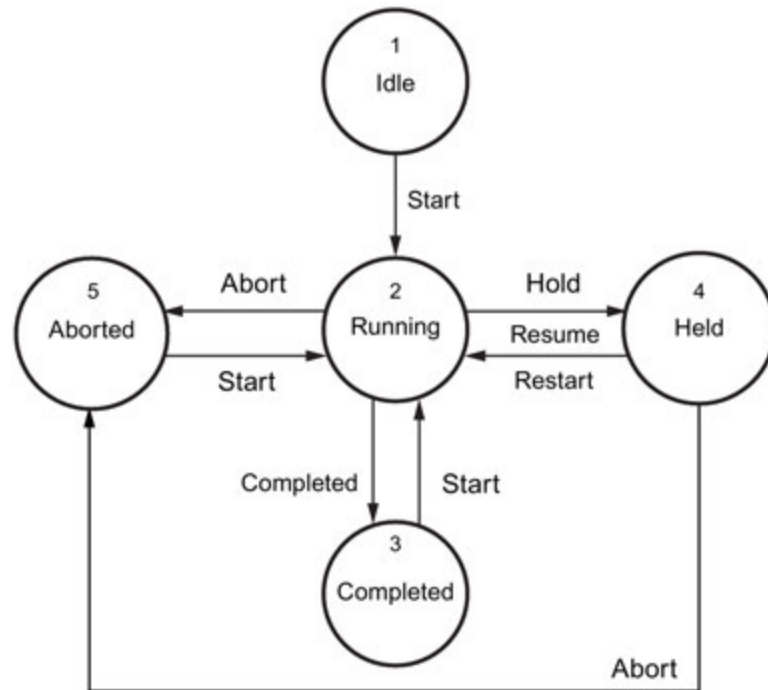 1
Idle
Start
5
Aborted
Abort
2
Running
Hold
4
Held
Resume
Start
Restart
Completed
Start
3
Completed
Abort